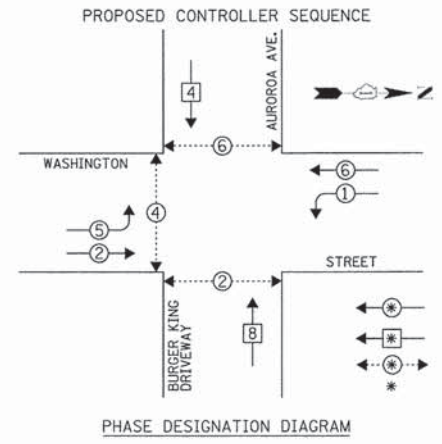 PROPOSED CONTROLLER SEQUENCE
AUROROA AVE.
4
6
WASHINGTON
6
1
4
5
2
STREET
2
BURGER KING
DRIVEWAY
8
*
*
*
*
PHASE DESIGNATION DIAGRAM